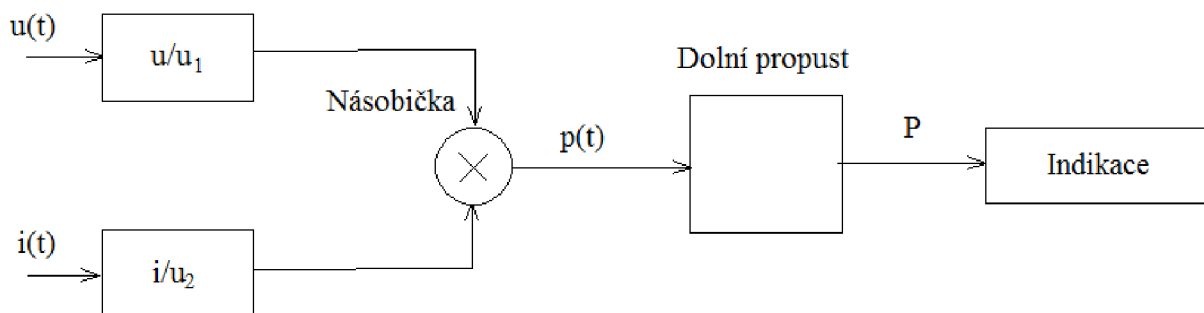 u(t)
u/u₁
Dolní propust
Násobička
p(t)
P
Indikace
i(t)
i/u₂